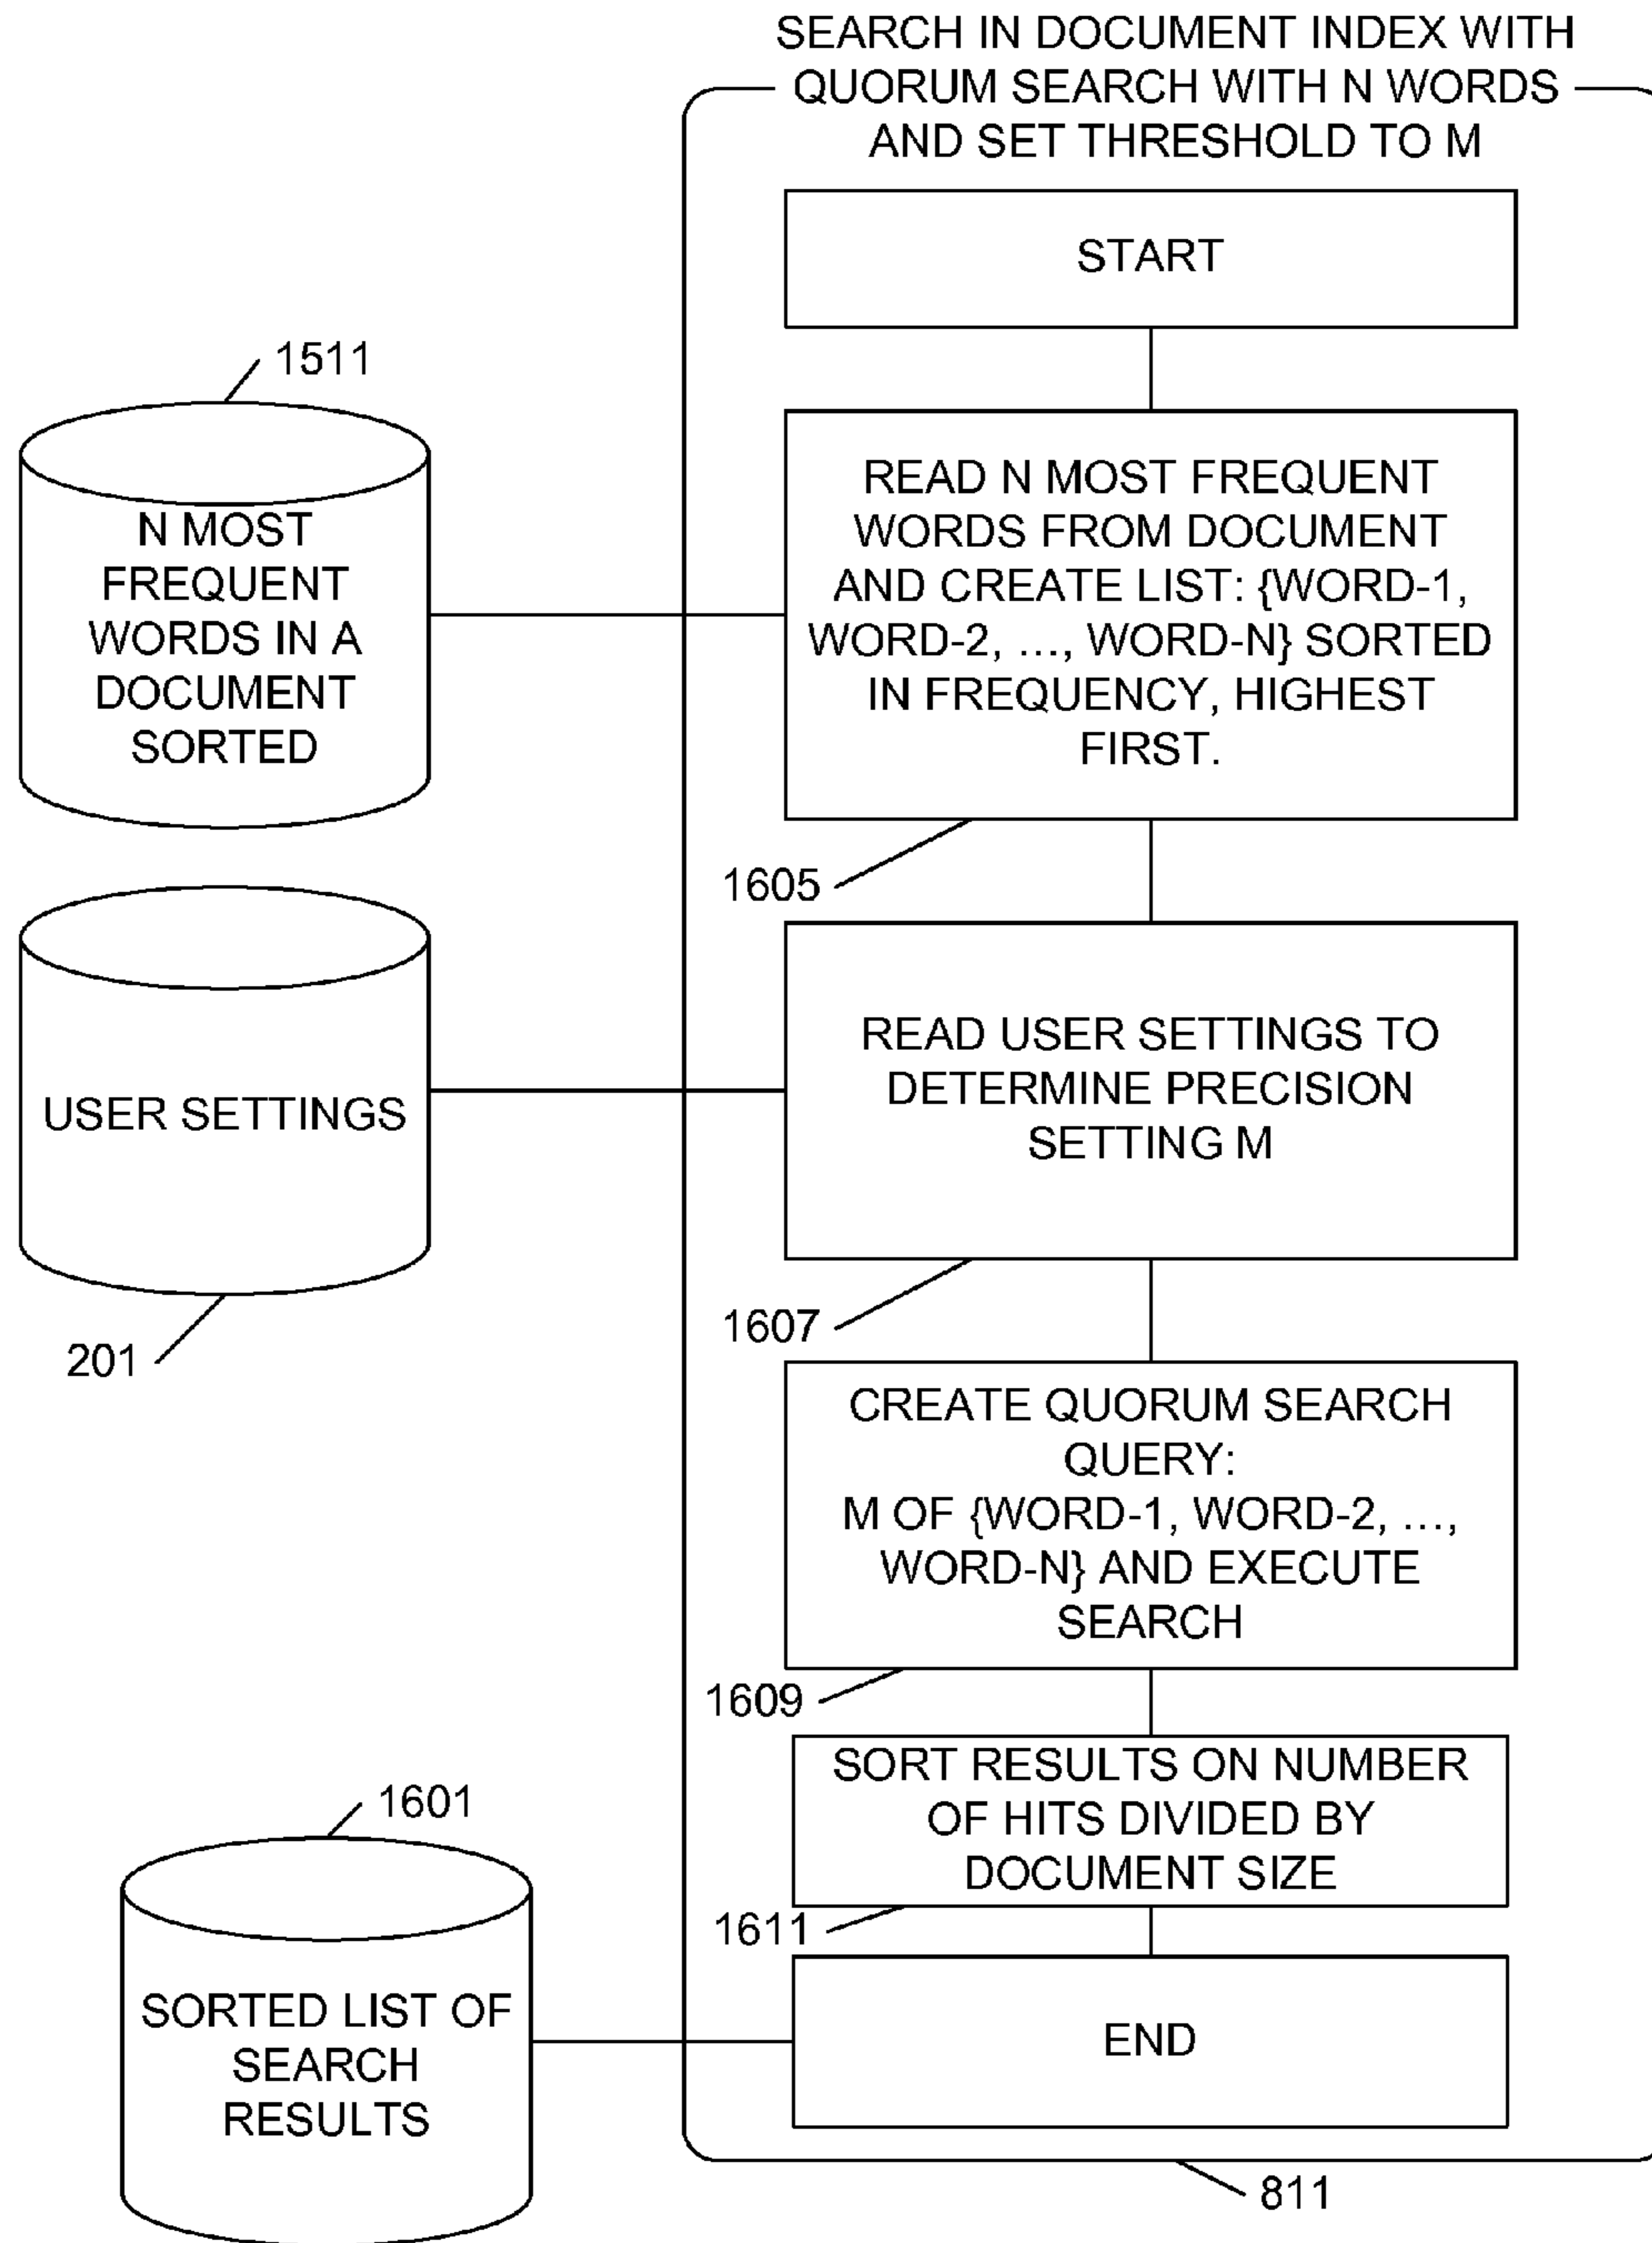 SEARCH IN DOCUMENT INDEX WITH
QUORUM SEARCH WITH N WORDS
AND SET THRESHOLD TO M
START
1511
N MOST
FREQUENT
WORDS IN A
DOCUMENT
SORTED
READ N MOST FREQUENT
WORDS FROM DOCUMENT
AND CREATE LIST: {WORD-1,
WORD-2, ..., WORD-N} SORTED
IN FREQUENCY, HIGHEST
FIRST.
1605
USER SETTINGS
201
READ USER SETTINGS TO
DETERMINE PRECISION
SETTING M
1607
CREATE QUORUM SEARCH
QUERY:
M OF {WORD-1, WORD-2, ...,
WORD-N} AND EXECUTE
SEARCH
1609
SORT RESULTS ON NUMBER
OF HITS DIVIDED BY
DOCUMENT SIZE
1611
1601
SORTED LIST OF
SEARCH
RESULTS
END
811